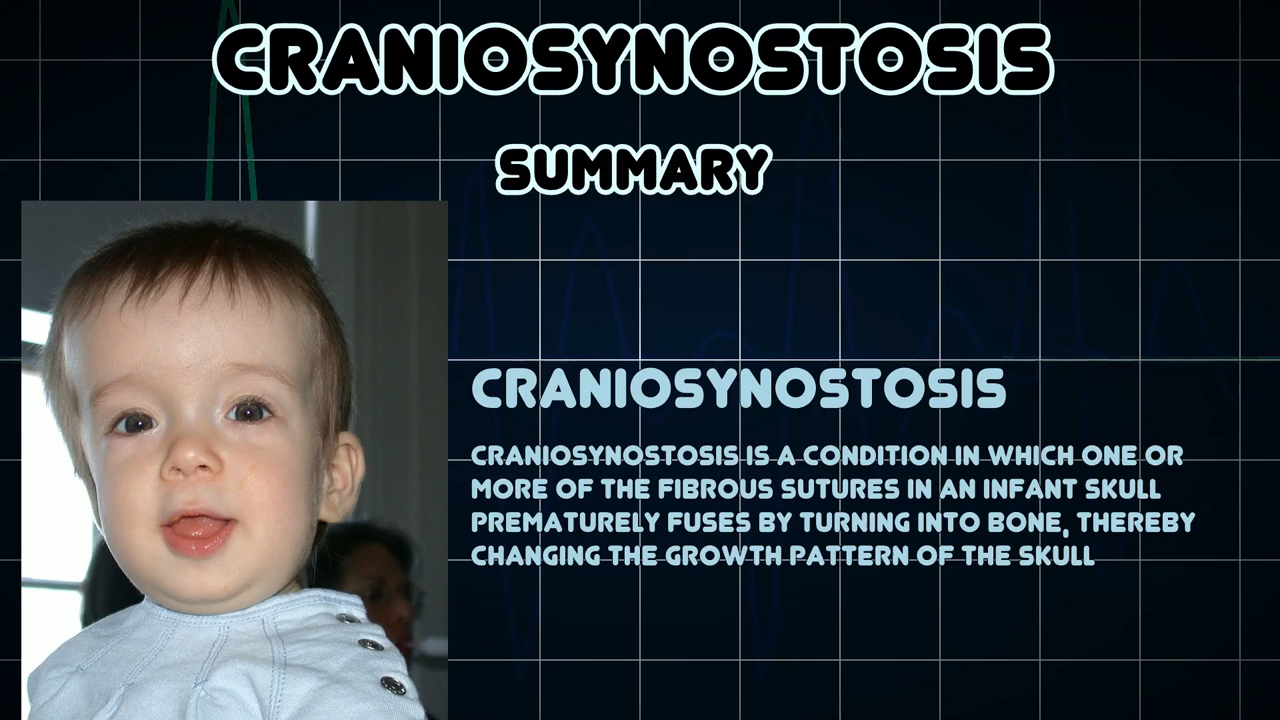 CRANIOSYNOSTOSIS
SUMMARY
CRANIOSYNOSTOSIS
CRANIOSYNOSTOSIS IS A CONDITION IN WHICH ONE OR
MORE OF THE FIBROUS SUTURES IN AN INFANT SKULL
PREMATURELY FUSES BY TURNING INTO BONE, THEREBY
CHANGING THE GROWTH PATTERN OF THE SKULL